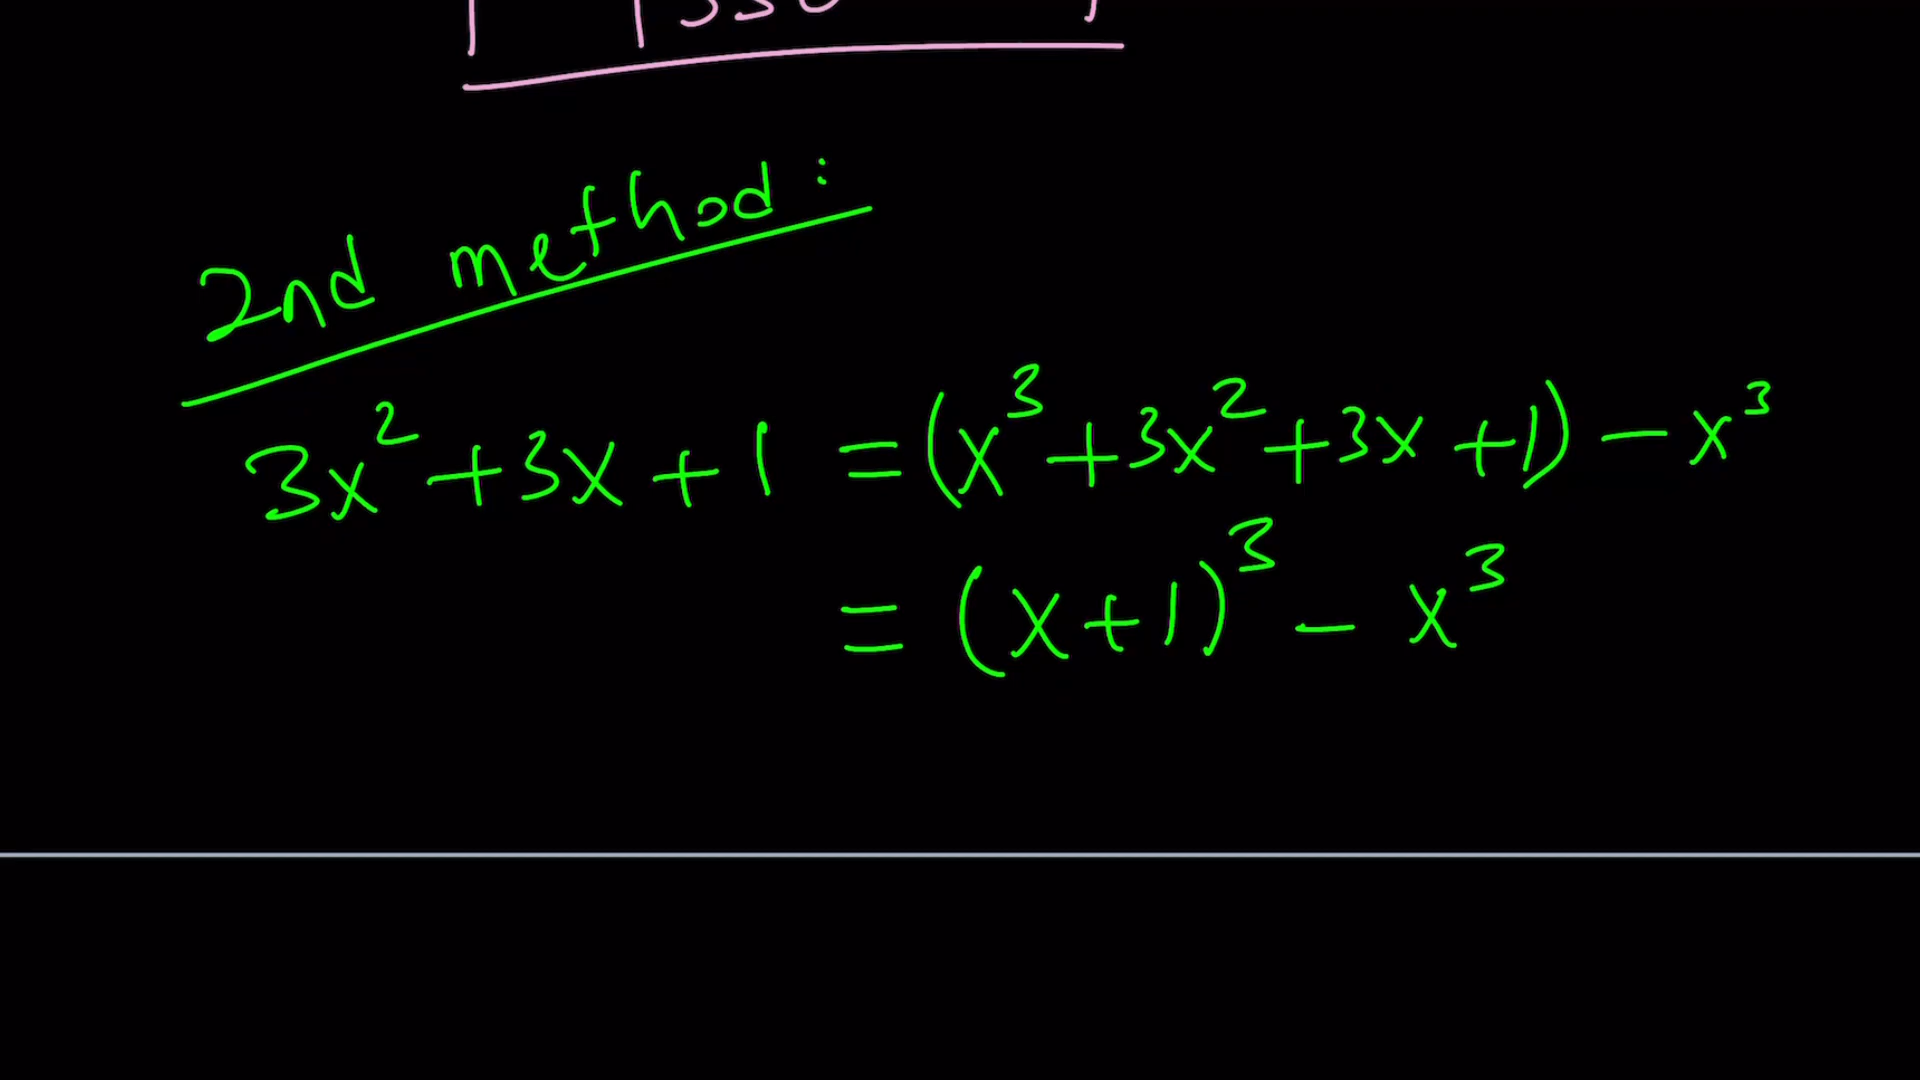 2nd method:
3x² + 3x + 1 = (x³ + 3x² + 3x + 1) − x³
= (x+1)³ − x³